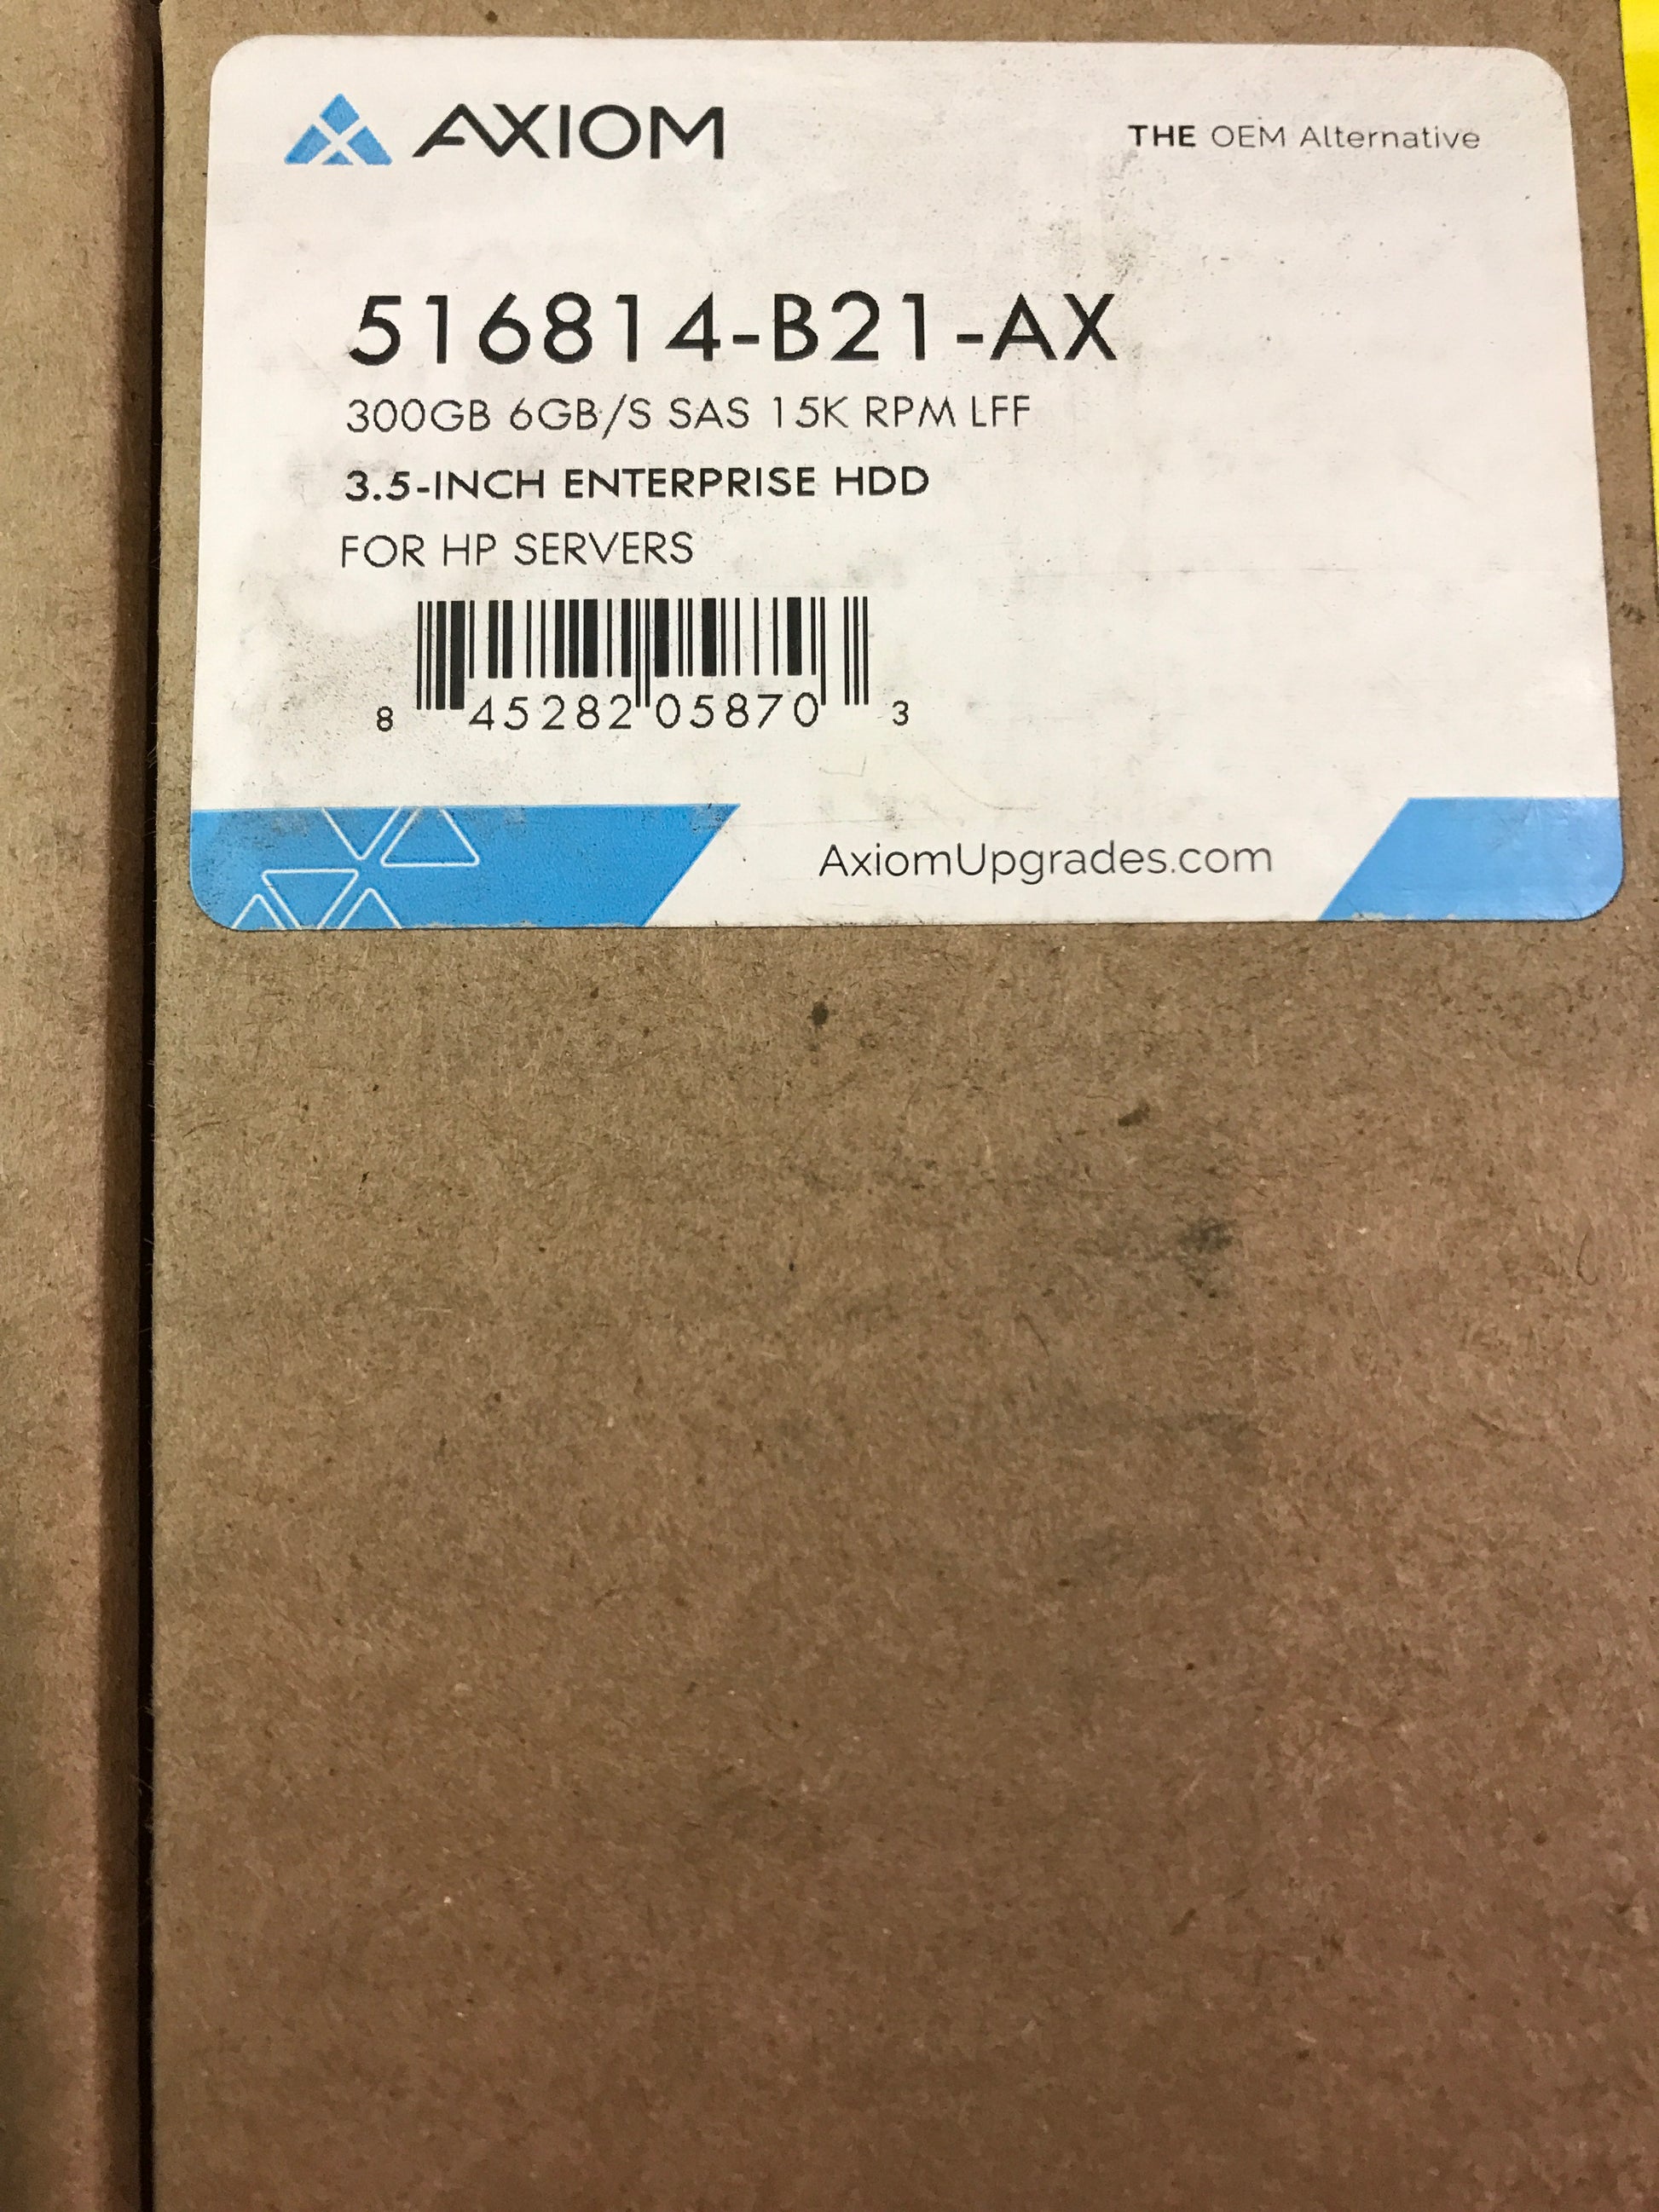 AXIOM
THE OEM Alternative
516814-B21-AX
300GB 6GB/S SAS 15K RPM LFF
3.5-INCH ENTERPRISE HDD
FOR HP SERVERS
8 45282 05870 3
AxiomUpgrades.com